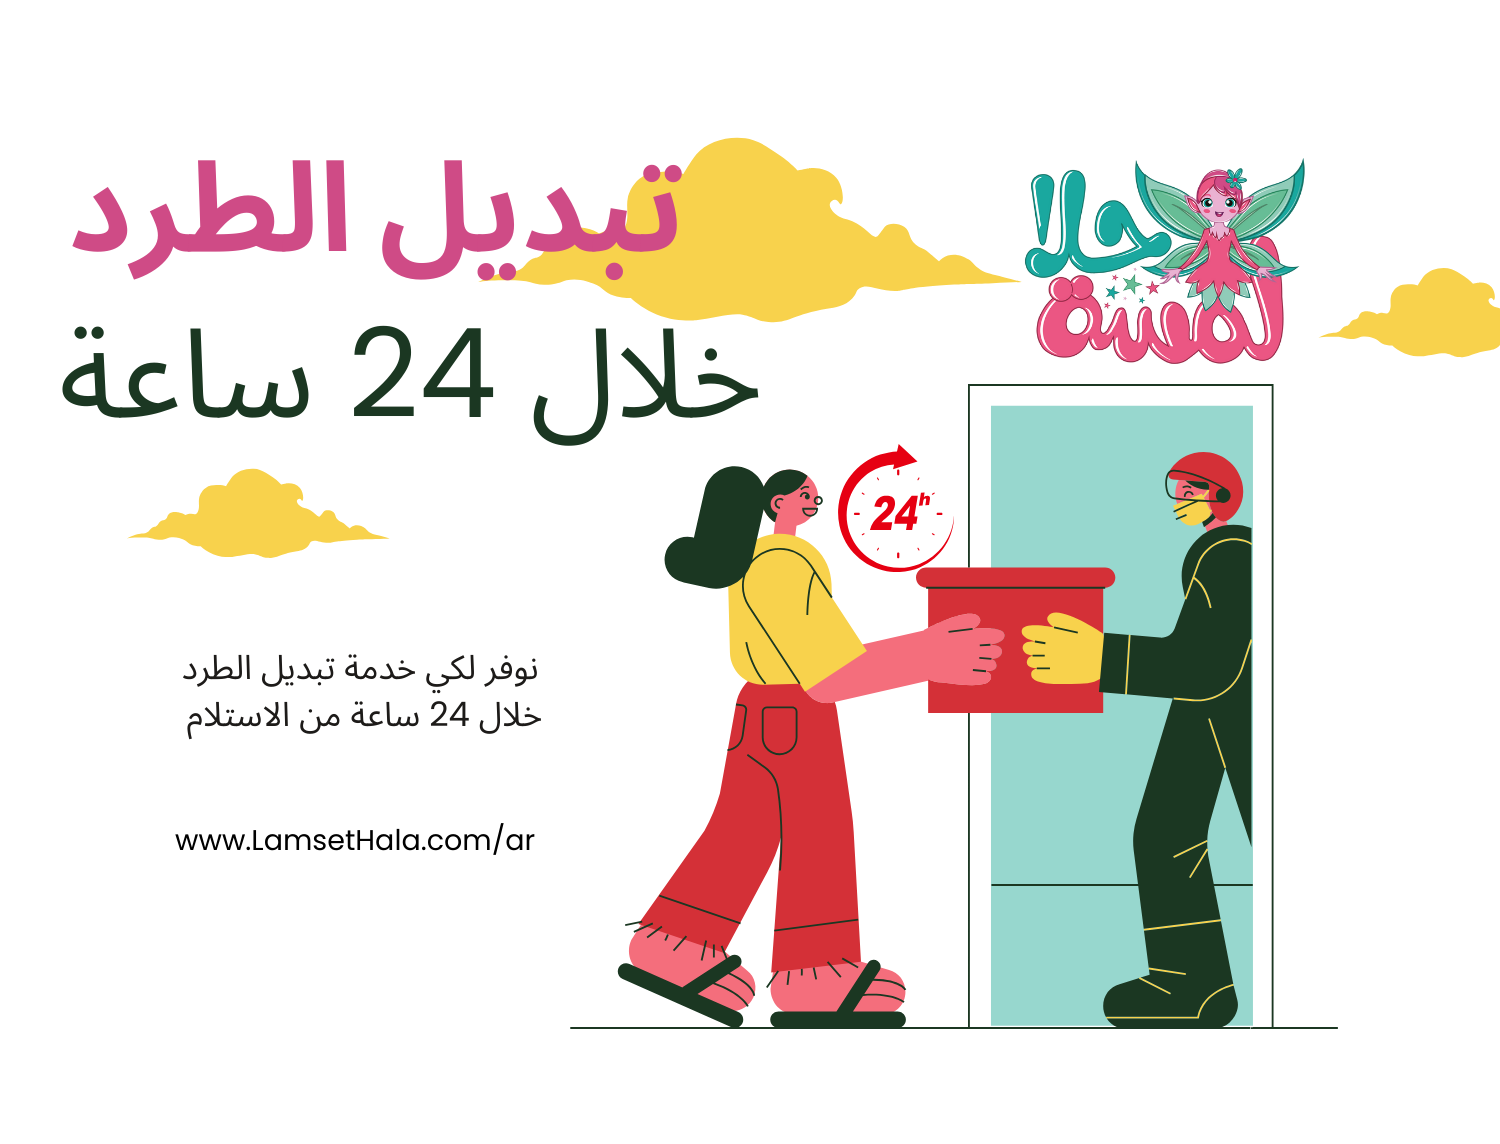 تبديل الطرد
خلال 24 ساعة
لمسة
حلا
24h
نوفر لكي خدمة تبديل الطرد
خلال 24 ساعة من الاستلام
www.LamsetHala.com/ar